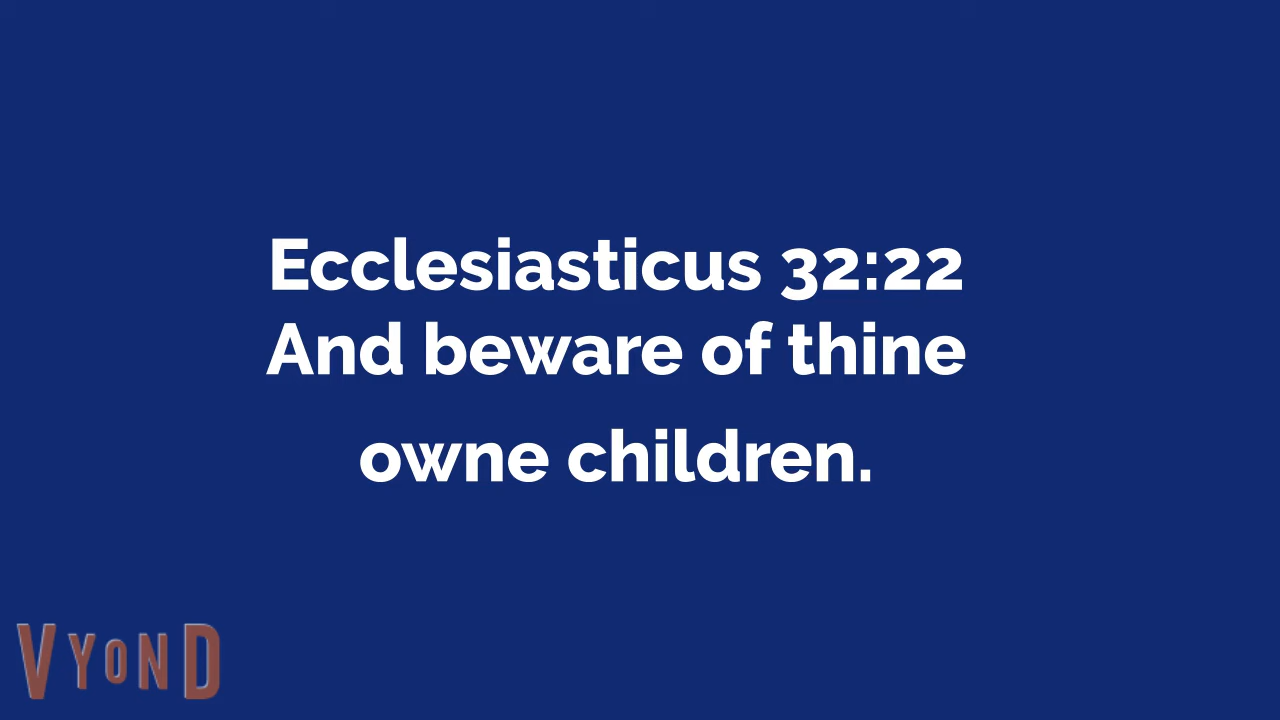 Ecclesiasticus 32:22
And beware of thine
owne children.
VYOND